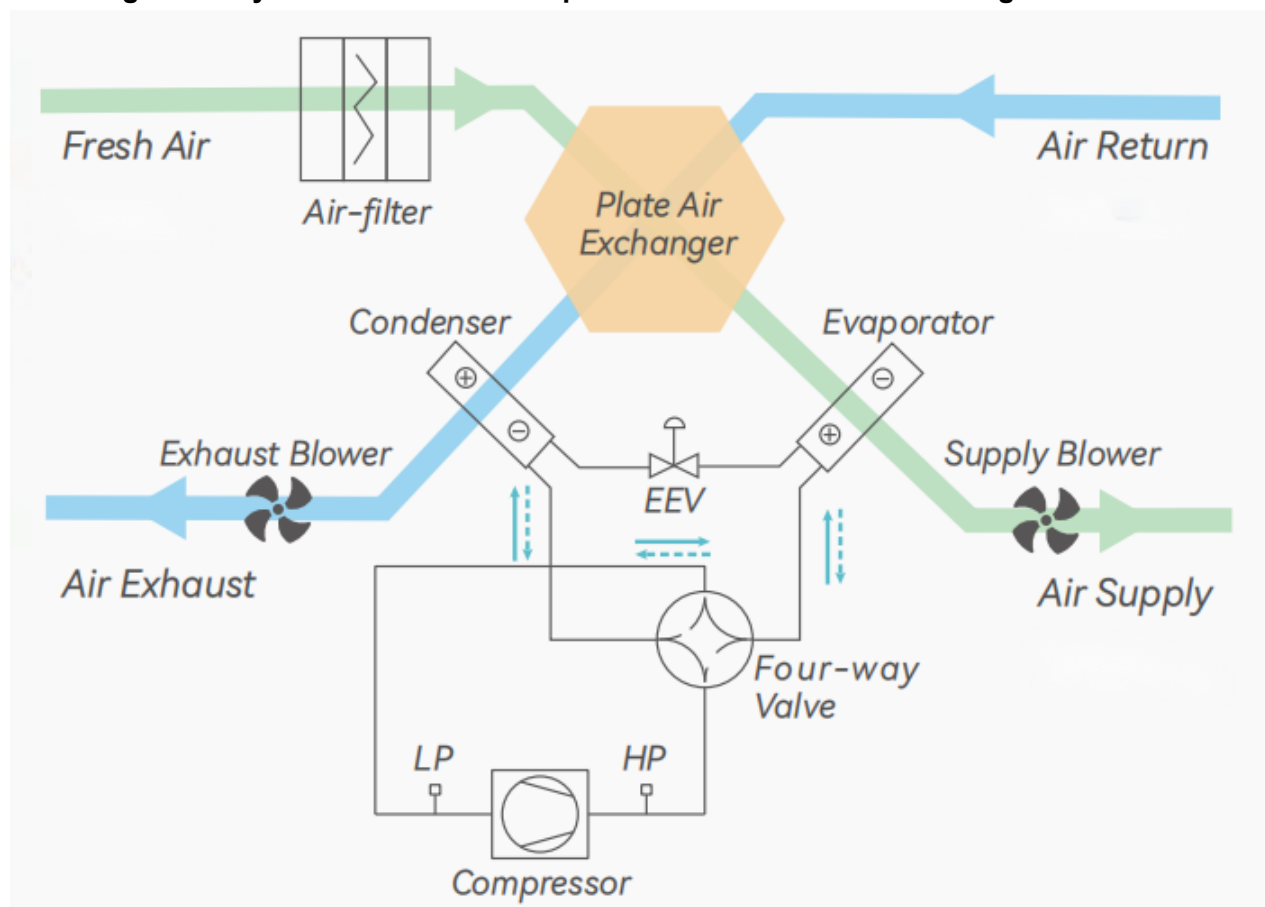 Fresh Air
Air Return
Air-filter
Plate Air
Exchanger
Condenser
Evaporator
Exhaust Blower
Supply Blower
EEV
Air Exhaust
Air Supply
Four-way
Valve
LP
HP
Compressor